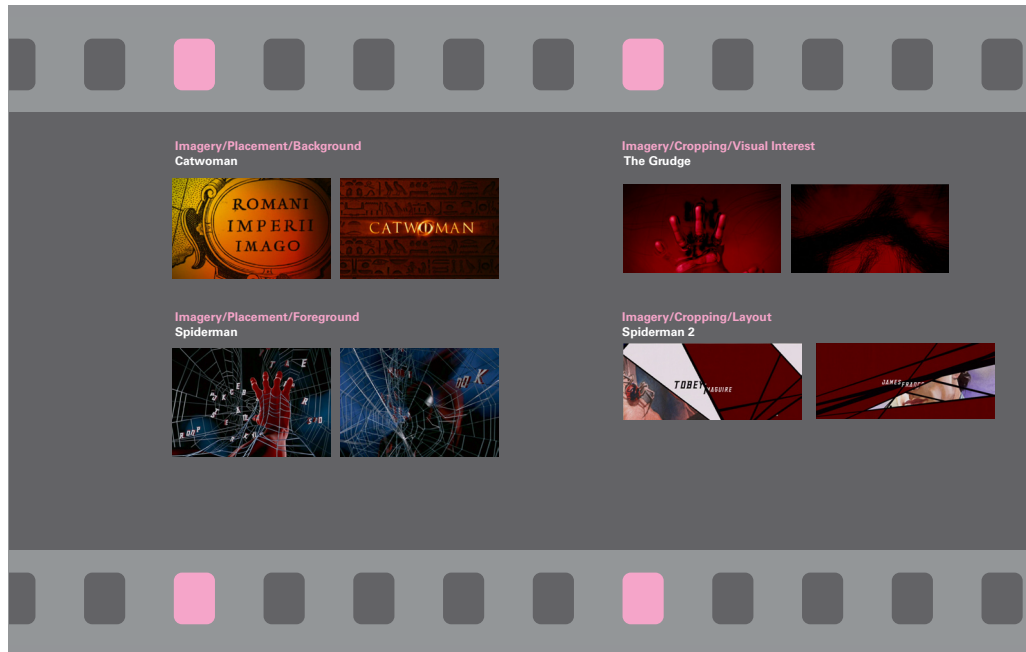 Imagery/Placement/Background
Catwoman
ROMANI
IMPERII
IMAGO
CATWOMAN
Imagery/Cropping/Visual Interest
The Grudge
Imagery/Placement/Foreground
Spiderman
Imagery/Cropping/Layout
Spiderman 2
TOBEY
MAGUIRE
JAMES